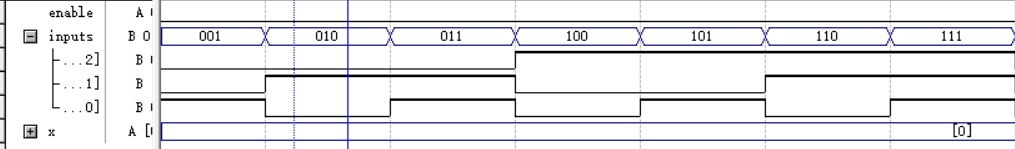 enable A
inputs B 0 001 010 011 100 101 110 111
...2] B
...1] B
...0] B
x A [ [0]